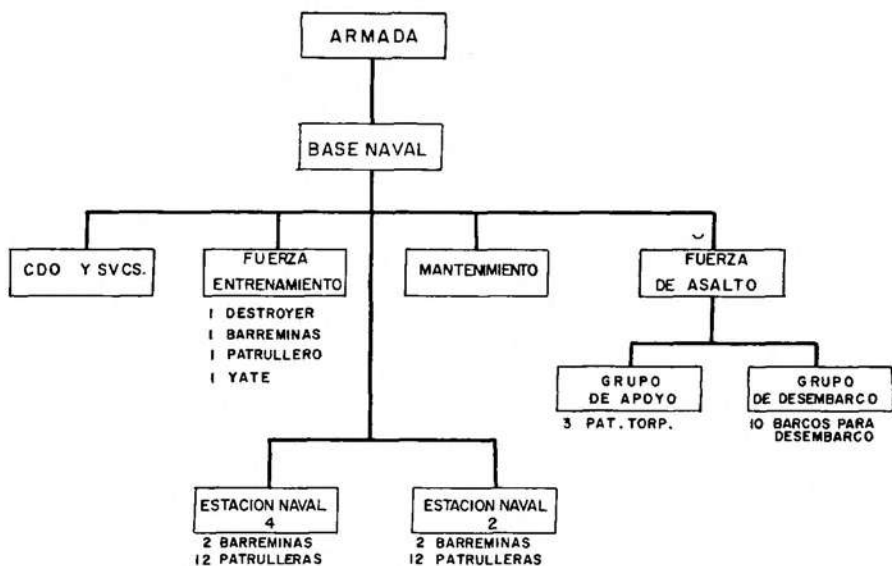 ARMADA
BASE NAVAL
CDO Y SVCS.
FUERZA
ENTRENAMIENTO
1 DESTROYER
1 BARREMINAS
1 PATRULLERO
1 YATE
MANTENIMIENTO
FUERZA
DE ASALTO
GRUPO
DE APOYO
3 PAT. TORP.
GRUPO
DE DESEMBARCO
10 BARCOS PARA
DESEMBARCO
ESTACION NAVAL
4
2 BARREMINAS
12 PATRULLERAS
ESTACION NAVAL
2
2 BARREMINAS
12 PATRULLERAS